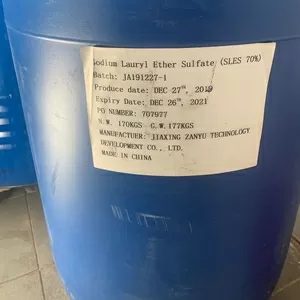 Sodium Lauryl Ether Sulfate (SLES 70%)
Batch: JA191227-1
Produce date: DEC 27th, 2019
Expiry Date: DEC 26th, 2021
PO NUMBER: 707977
N.W. 170KGS G.W.177KGS
MANUFACTUER: JIAXING ZANYU TECHNOLOGY
DEVELOPMENT CO., LTD.
MADE IN CHINA